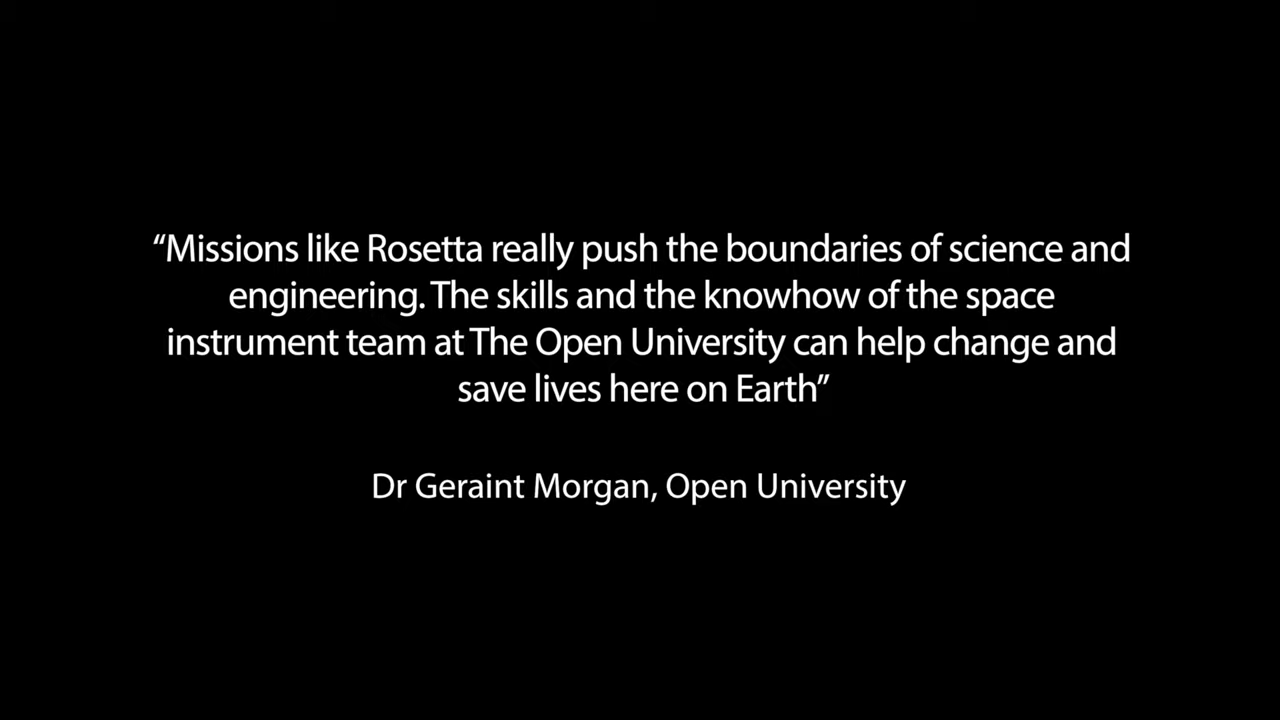 “Missions like Rosetta really push the boundaries of science and
engineering. The skills and the knowhow of the space
instrument team at The Open University can help change and
save lives here on Earth”
Dr Geraint Morgan, Open University